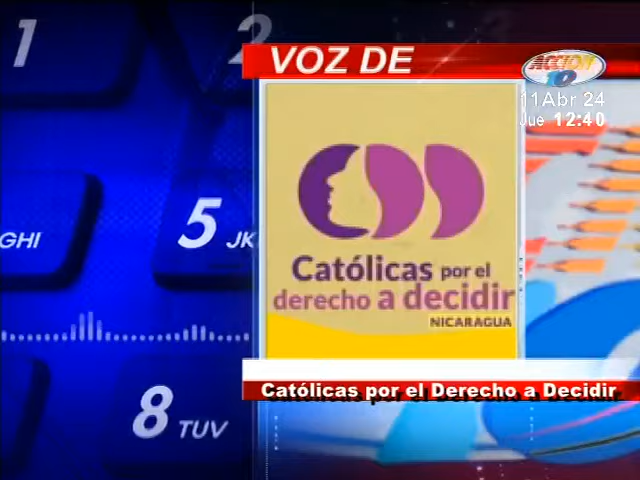 1
2
VOZ DE
ACCION
10
11Abr 24
Jue 12:40
GHI
5 JK
Católicas por el
derecho a decidir
NICARAGUA
Católicas por el Derecho a Decidir
8 TUV